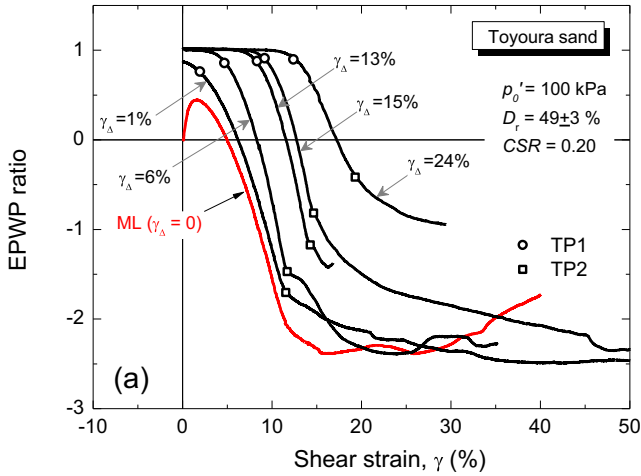 (a)
Toyoura sand
p0' = 100 kPa
Dr = 49±3 %
CSR = 0.20
γΔ = 13%
γΔ = 1%
γΔ = 15%
γΔ = 6%
γΔ = 24%
ML (γΔ = 0)
TP1
TP2
EPWP ratio
1
0
-1
-2
-3
-10 0 10 20 30 40 50
Shear strain, γ (%)